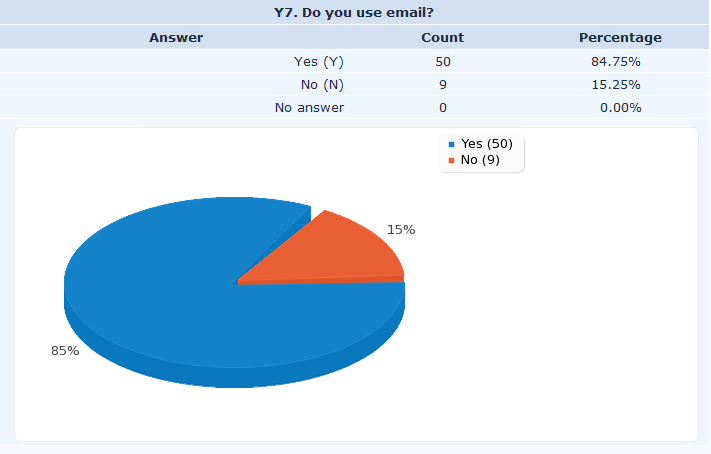 Y7. Do you use email?
Answer Count Percentage
Yes (Y) 50 84.75%
No (N) 9 15.25%
No answer 0 0.00%
Yes (50)
No (9)
15%
85%